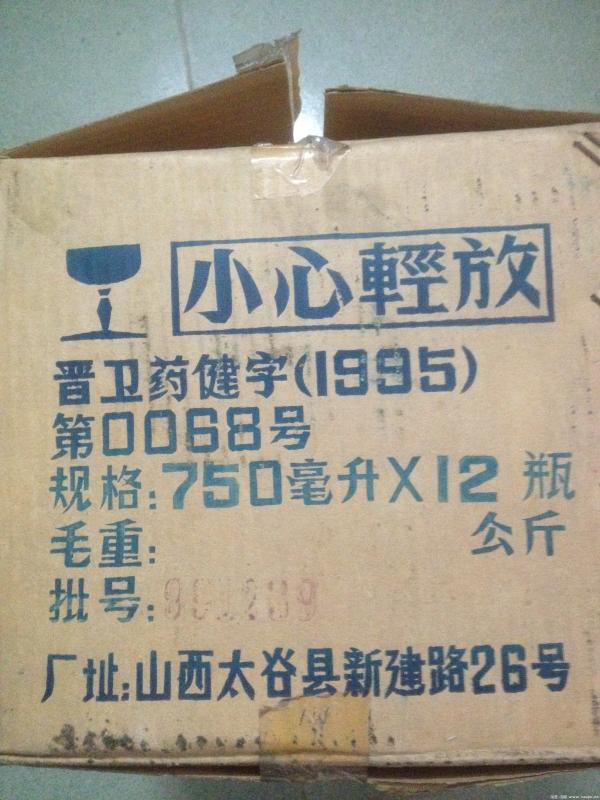 小心輕放
晋卫药健字(1995)
第0068号
规格:750毫升X12瓶
毛重: 公斤
批号:
厂址:山西太谷县新建路26号